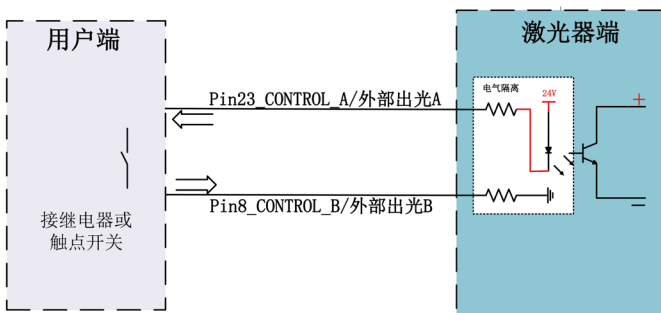 用户端
激光器端
电气隔离
24V
Pin23_CONTROL_A/外部出光A
Pin8_CONTROL_B/外部出光B
接继电器或
触点开关